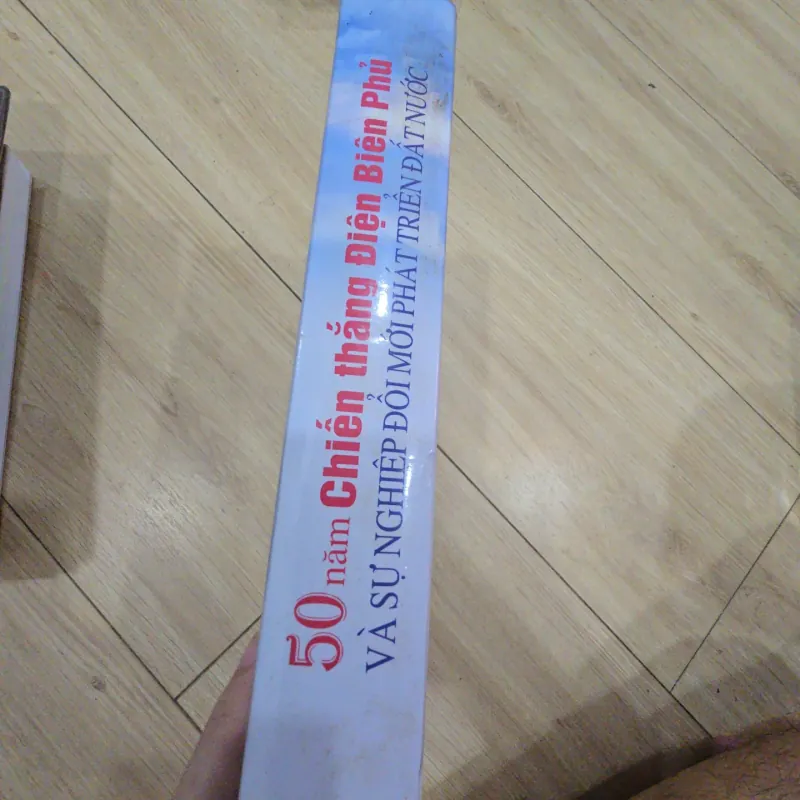 50 năm Chiến thắng Điện Biên Phủ
VÀ SỰ NGHIỆP ĐỔI MỚI PHÁT TRIỂN ĐẤT NƯỚC